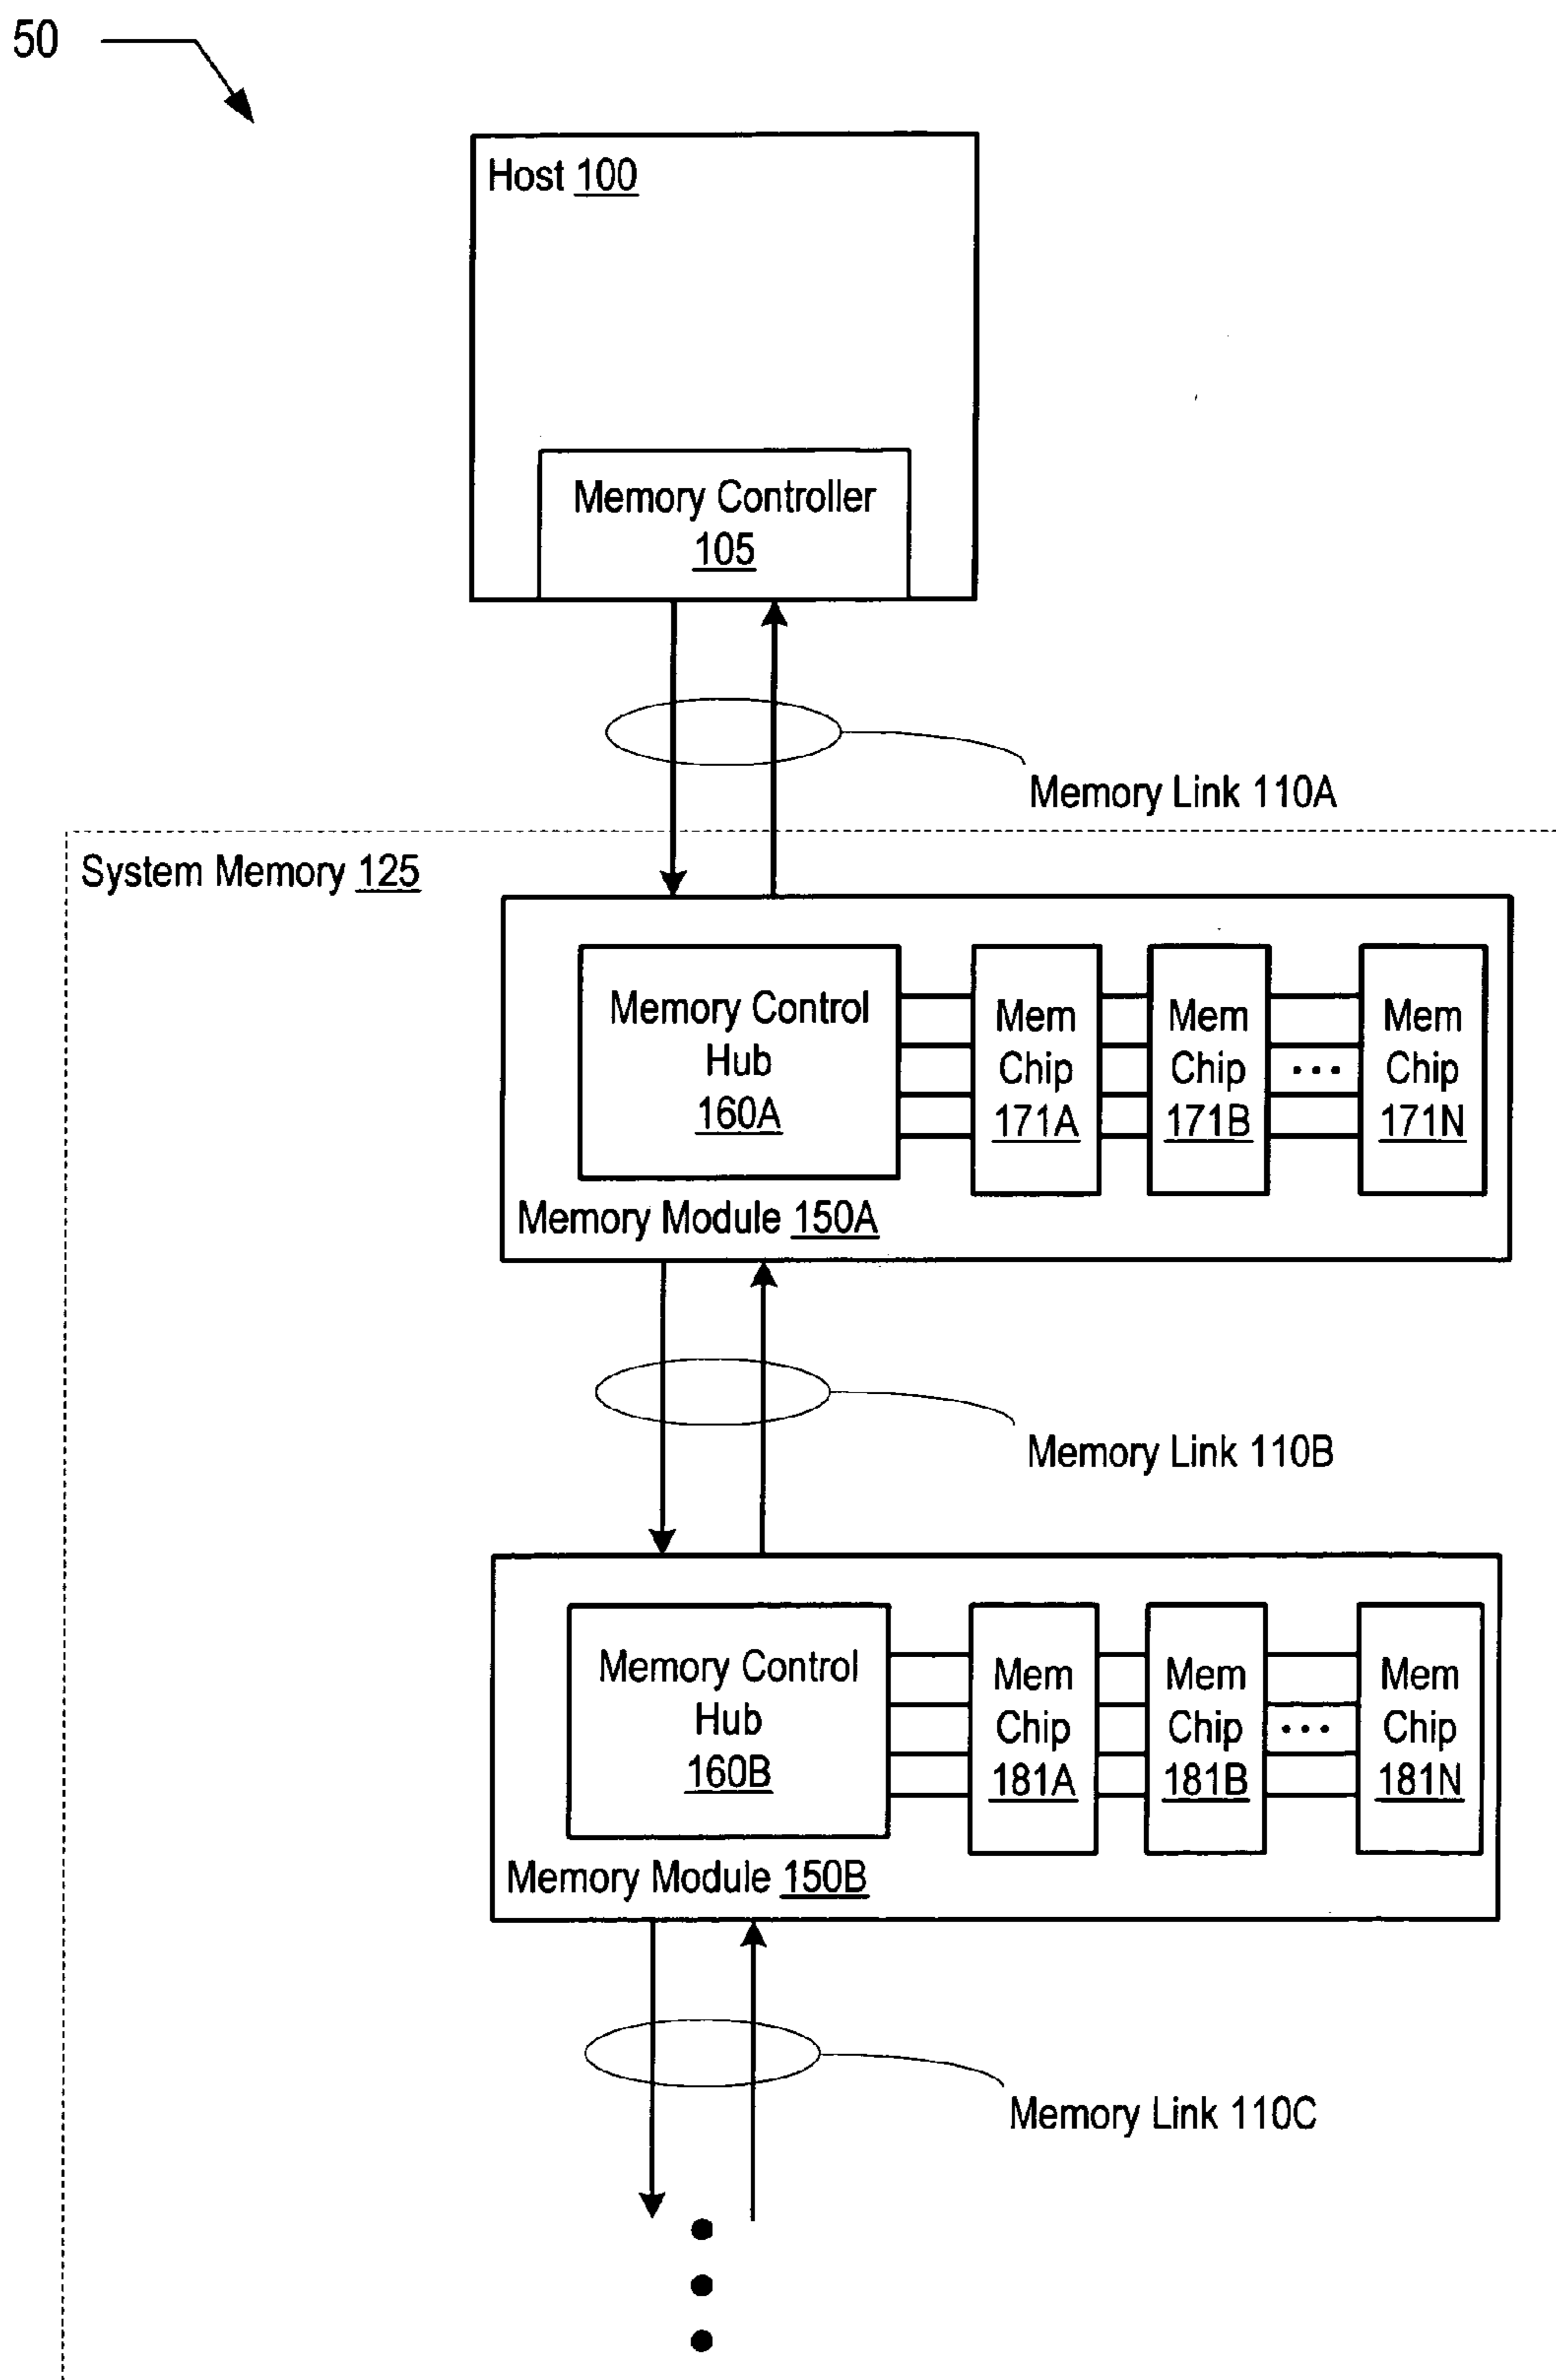 50
Host 100
Memory Controller
105
Memory Link 110A
System Memory 125
Memory Control
Hub
160A
Mem
Chip
171A
Mem
Chip
171B
...
Mem
Chip
171N
Memory Module 150A
Memory Link 110B
Memory Control
Hub
160B
Mem
Chip
181A
Mem
Chip
181B
...
Mem
Chip
181N
Memory Module 150B
Memory Link 110C